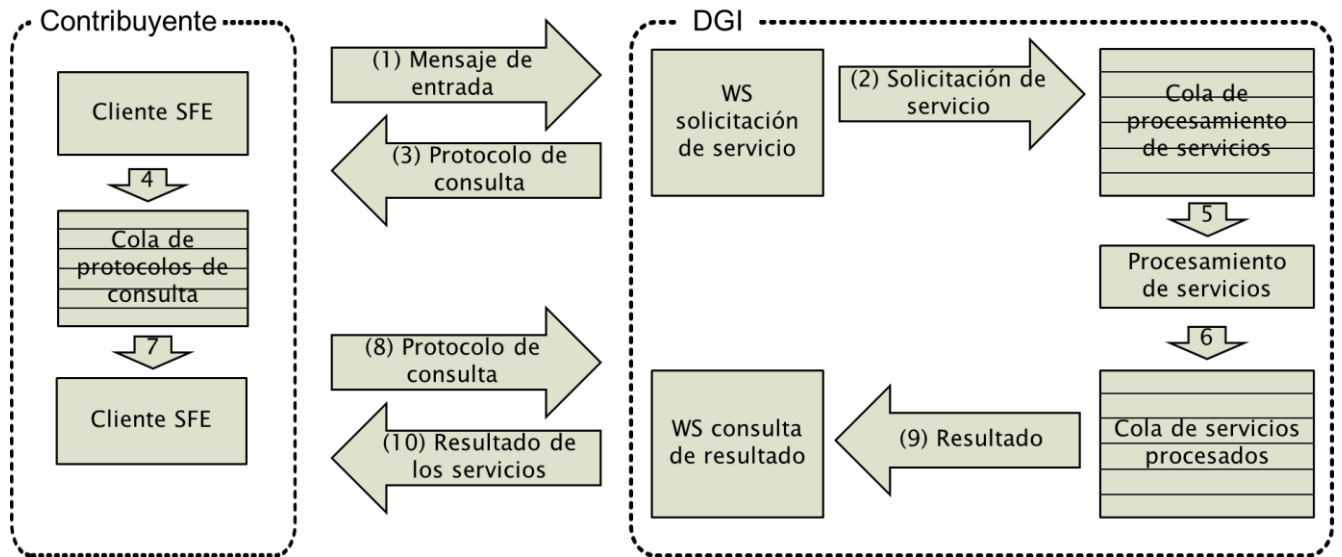 Contribuyente
DGI
Cliente SFE
(1) Mensaje de
entrada
WS
solicitación
de servicio
(2) Solicitación de
servicio
Cola de
procesamiento
de servicios
(3) Protocolo de
consulta
4
Cola de
protocolos de
consulta
5
Procesamiento
de servicios
6
7
Cliente SFE
(8) Protocolo de
consulta
(10) Resultado de
los servicios
WS consulta
de resultado
(9) Resultado
Cola de servicios
procesados